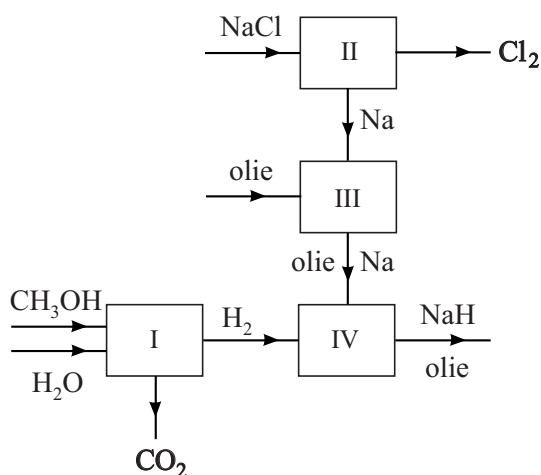 NaCl
II
Cl₂
Na
olie
III
olie Na
CH₃OH
H₂
NaH
I
IV
H₂O
olie
CO₂